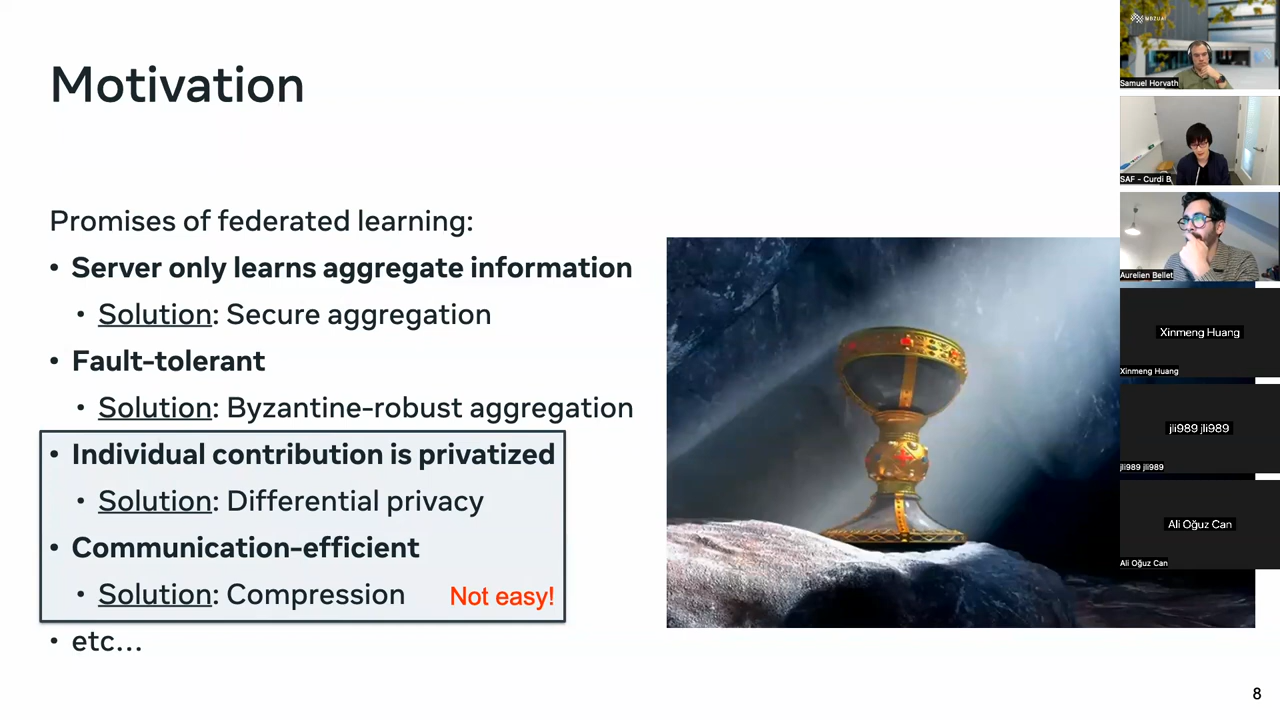 Motivation
Promises of federated learning:
• Server only learns aggregate information
• Solution: Secure aggregation
• Fault-tolerant
• Solution: Byzantine-robust aggregation
• Individual contribution is privatized
• Solution: Differential privacy
• Communication-efficient
• Solution: Compression Not easy!
• etc...
8
MBZUAI
Samuel Horvath
SAF - Curdi B
Aurelien Bellet
Xinmeng Huang
Xinmeng Huang
jli989 jli989
jli989 jli989
Ali Oğuz Can
Ali Oğuz Can